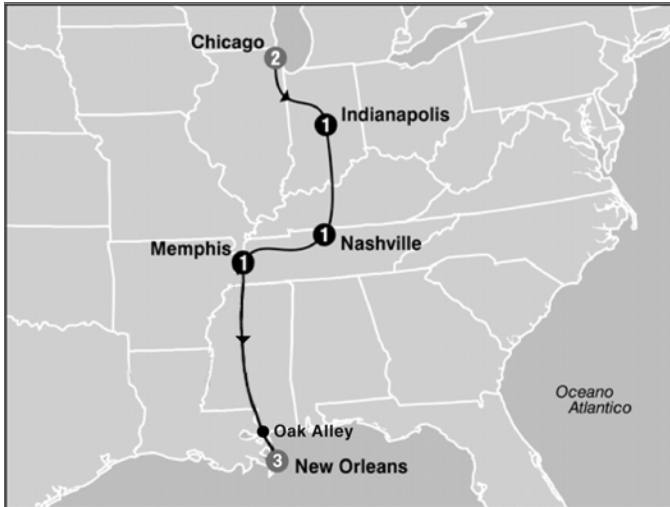 Chicago 2
1 Indianapolis
1 Nashville
Memphis 1
Oceano
Atlantico
Oak Alley
3 New Orleans